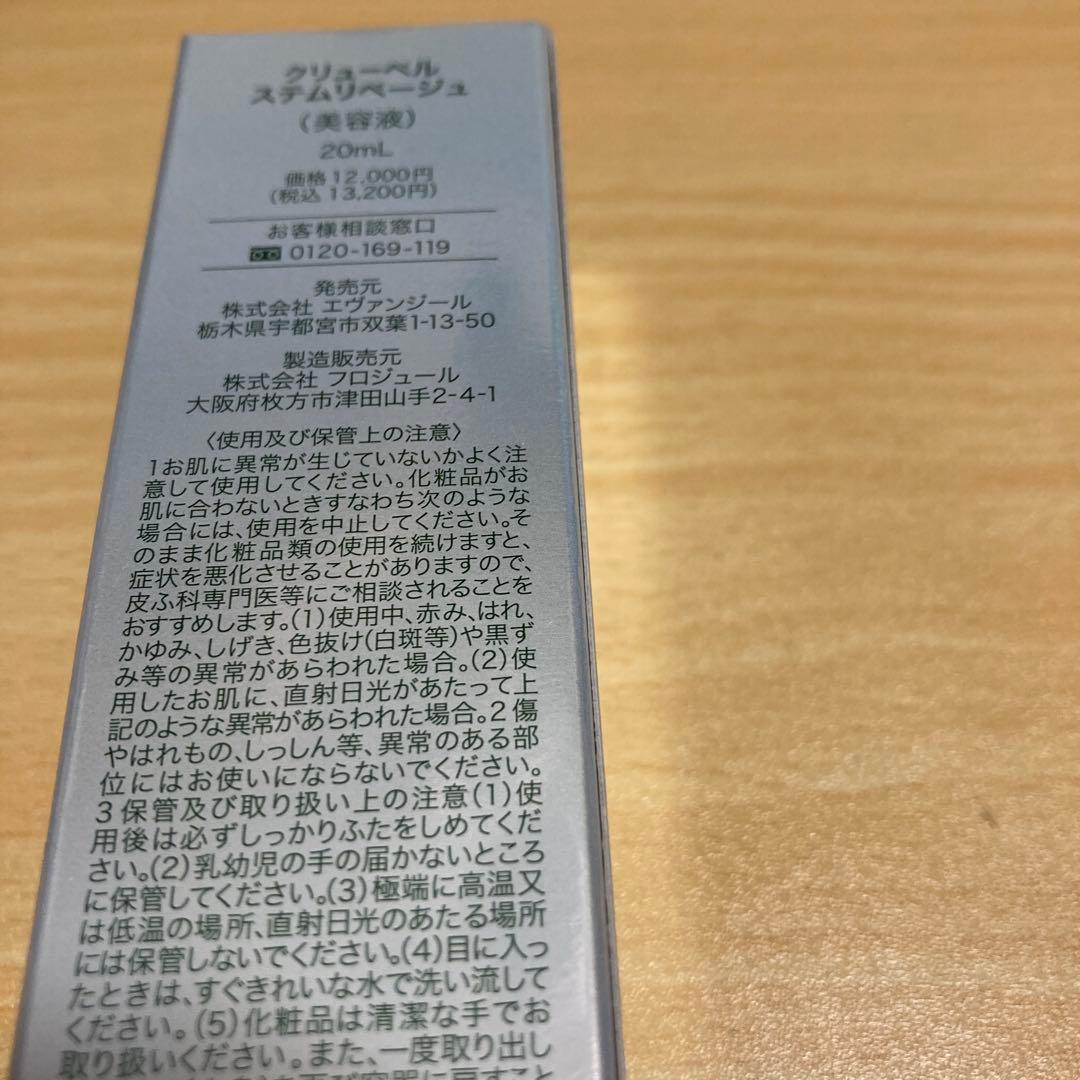 クリューベル
ステムリベージュ
(美容液)
20mL
価格12,000円
(税込 13,200円)
お客様相談窓口
0120-169-119
発売元
株式会社 エヴァンジール
栃木県宇都宮市双葉1-13-50
製造販売元
株式会社 フロジュール
大阪府枚方市津田山手2-4-1
〈使用及び保管上の注意〉
1お肌に異常が生じていないかよく注
意して使用してください。化粧品がお
肌に合わないときすなわち次のような
場合には、使用を中止してください。そ
のまま化粧品類の使用を続けますと、
症状を悪化させることがありますので、
皮ふ科専門医等にご相談されることを
おすすめします。(1)使用中、赤み、はれ、
かゆみ、しげき、色抜け(白斑等)や黒ず
み等の異常があらわれた場合。(2)使
用したお肌に、直射日光があたって上
記のような異常があらわれた場合。2傷
やはれもの、しっしん等、異常のある部
位にはお使いにならないでください。
3保管及び取り扱い上の注意(1)使
用後は必ずしっかりふたをしめてくだ
さい。(2)乳幼児の手の届かないところ
に保管してください。(3)極端に高温又
は低温の場所、直射日光のあたる場所
には保管しないでください。(4)目に入っ
たときは、すぐきれいな水で洗い流して
ください。(5)化粧品は清潔な手でお
取り扱いください。また、一度取り出し
再び容器に戻すこと